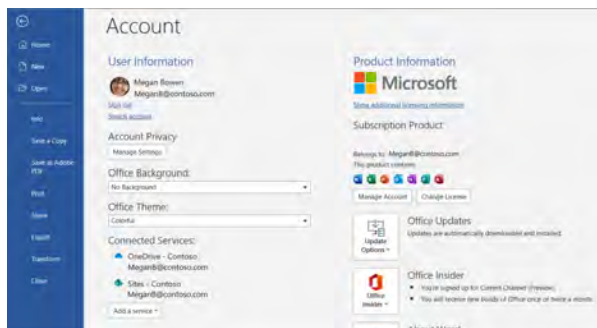 Account
Home
New
Open
Info
Save a Copy
Save as Adobe
PDF
Print
Share
Export
Transform
Close
User Information
Megan Bowen
MeganB@contoso.com
Sign out
Switch account
Account Privacy
Manage Settings
Office Background:
No Background
Office Theme:
Colorful
Connected Services:
OneDrive - Contoso
MeganB@contoso.com
Sites - Contoso
MeganB@contoso.com
Add a service
Product Information
Microsoft
Show additional licensing information
Subscription Product
Belongs to: MeganB@contoso.com
This product contains
Manage Account
Change License
Update
Options
Office Updates
Updates are automatically downloaded and installed.
Office
Insider
Office Insider
You're signed up for Current Channel (Preview).
You will receive new builds of Office once or twice a month.